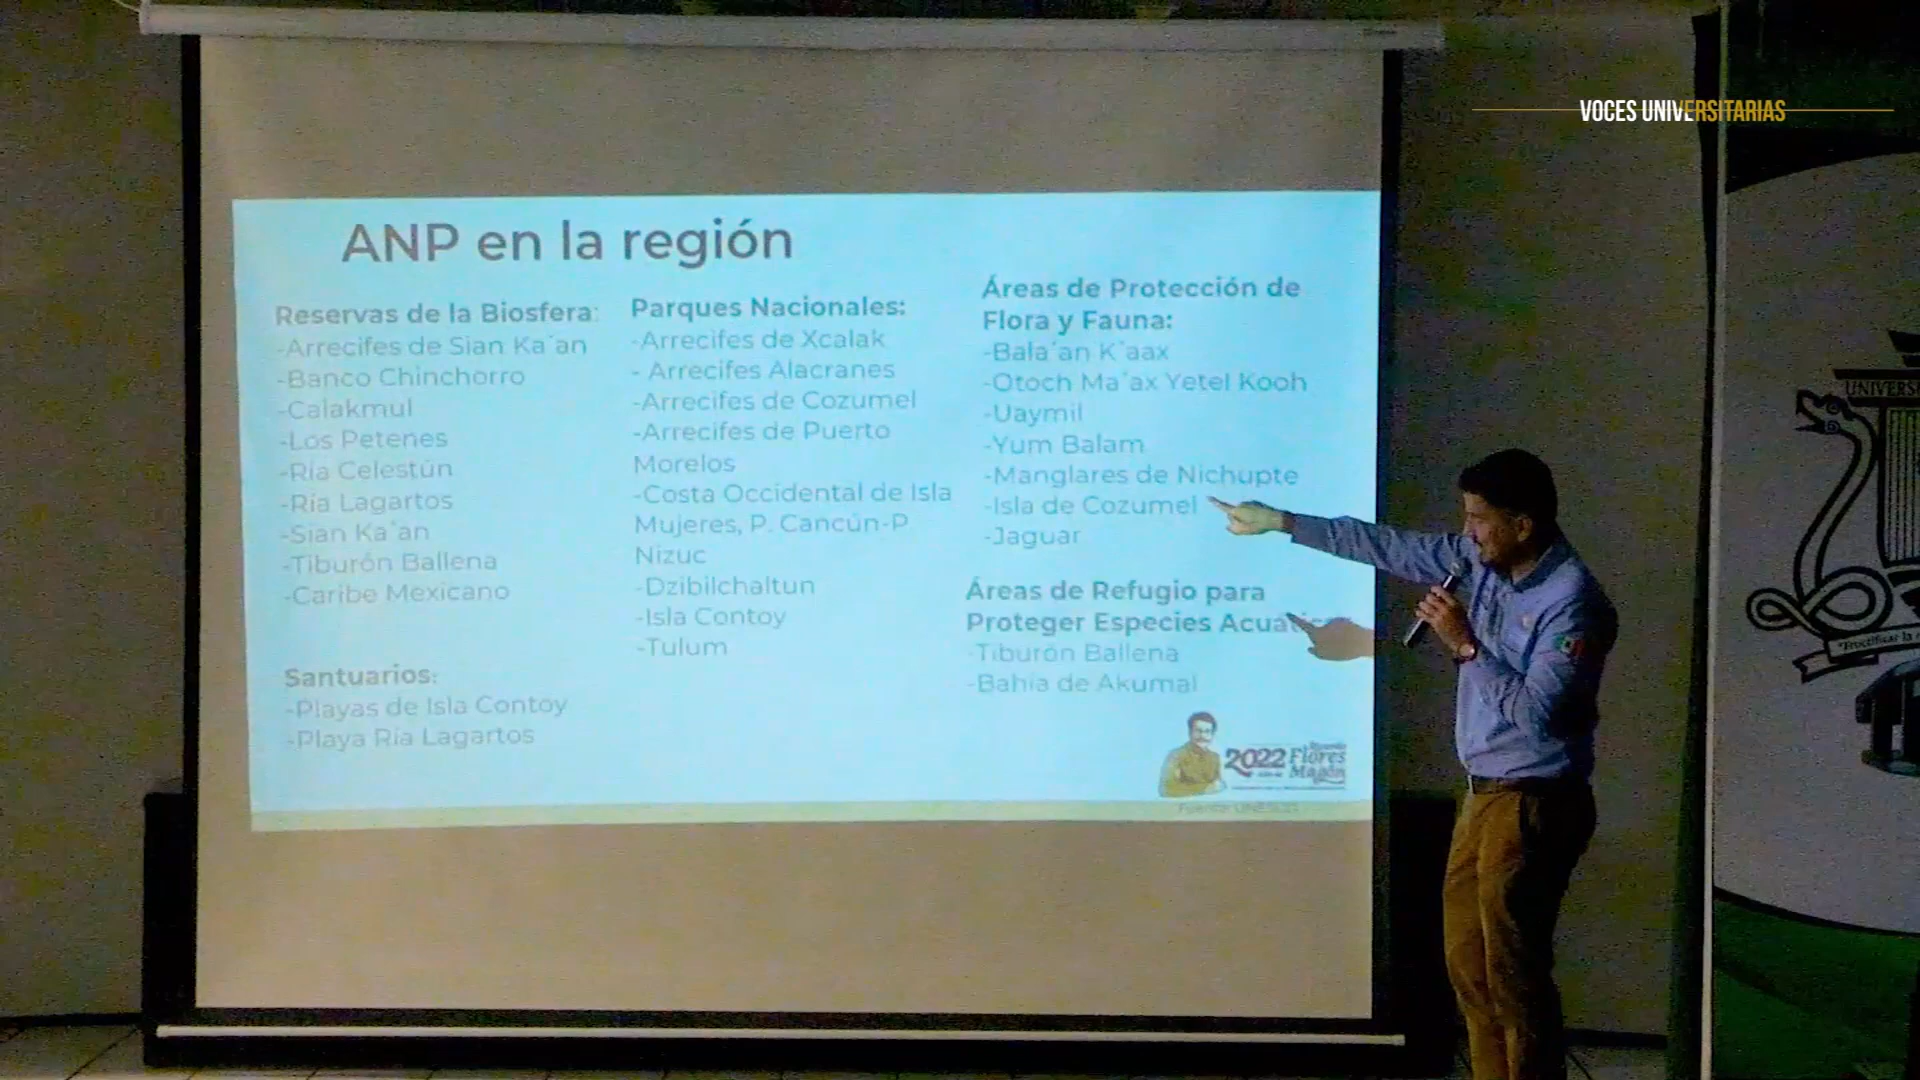 VOCES UNIVERSITARIAS
ANP en la región
Reservas de la Biosfera:
-Arrecifes de Sian Ka´an
-Banco Chinchorro
-Calakmul
-Los Petenes
-Ría Celestún
-Ría Lagartos
-Sian Ka´an
-Tiburón Ballena
-Caribe Mexicano
Santuarios:
-Playas de Isla Contoy
-Playa Ría Lagartos
Parques Nacionales:
-Arrecifes de Xcalak
- Arrecifes Alacranes
-Arrecifes de Cozumel
-Arrecifes de Puerto
Morelos
-Costa Occidental de Isla
Mujeres, P. Cancún-P
Nizuc
-Dzibilchaltun
-Isla Contoy
-Tulum
Áreas de Protección de
Flora y Fauna:
-Bala´an K´aax
-Otoch Ma´ax Yetel Kooh
-Uaymil
-Yum Balam
-Manglares de Nichupte
-Isla de Cozumel
-Jaguar
Áreas de Refugio para
Proteger Especies Acuáticas
-Tiburón Ballena
-Bahía de Akumal
2022 Flores
Magón
Fuente: UNESCO
UNIVERS
"Fructificar la